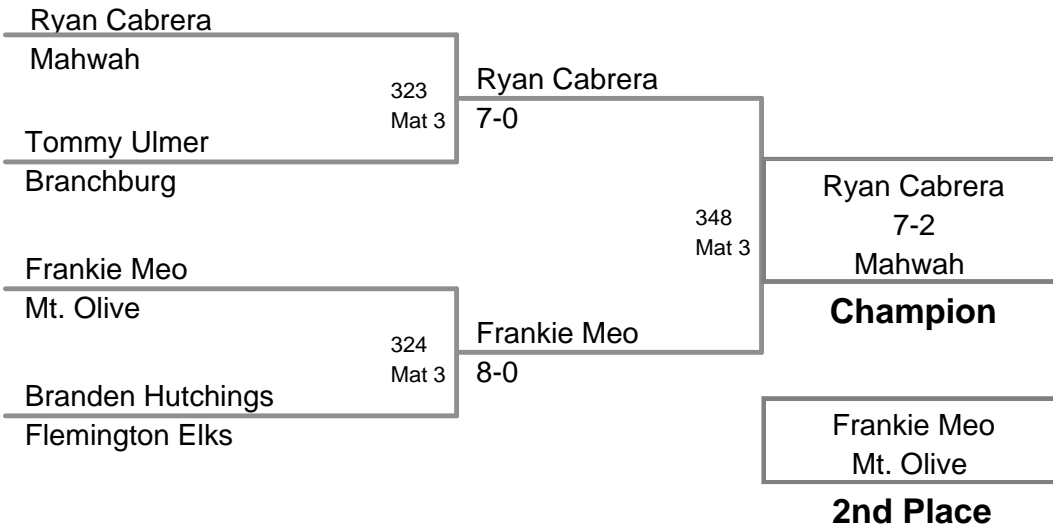 Ryan Cabrera
Mahwah
323
Mat 3
Tommy Ulmer
Branchburg
Ryan Cabrera
7-0
Frankie Meo
Mt. Olive
324
Mat 3
Branden Hutchings
Flemington Elks
Frankie Meo
8-0
348
Mat 3
Ryan Cabrera
7-2
Mahwah
Champion
Frankie Meo
Mt. Olive
2nd Place